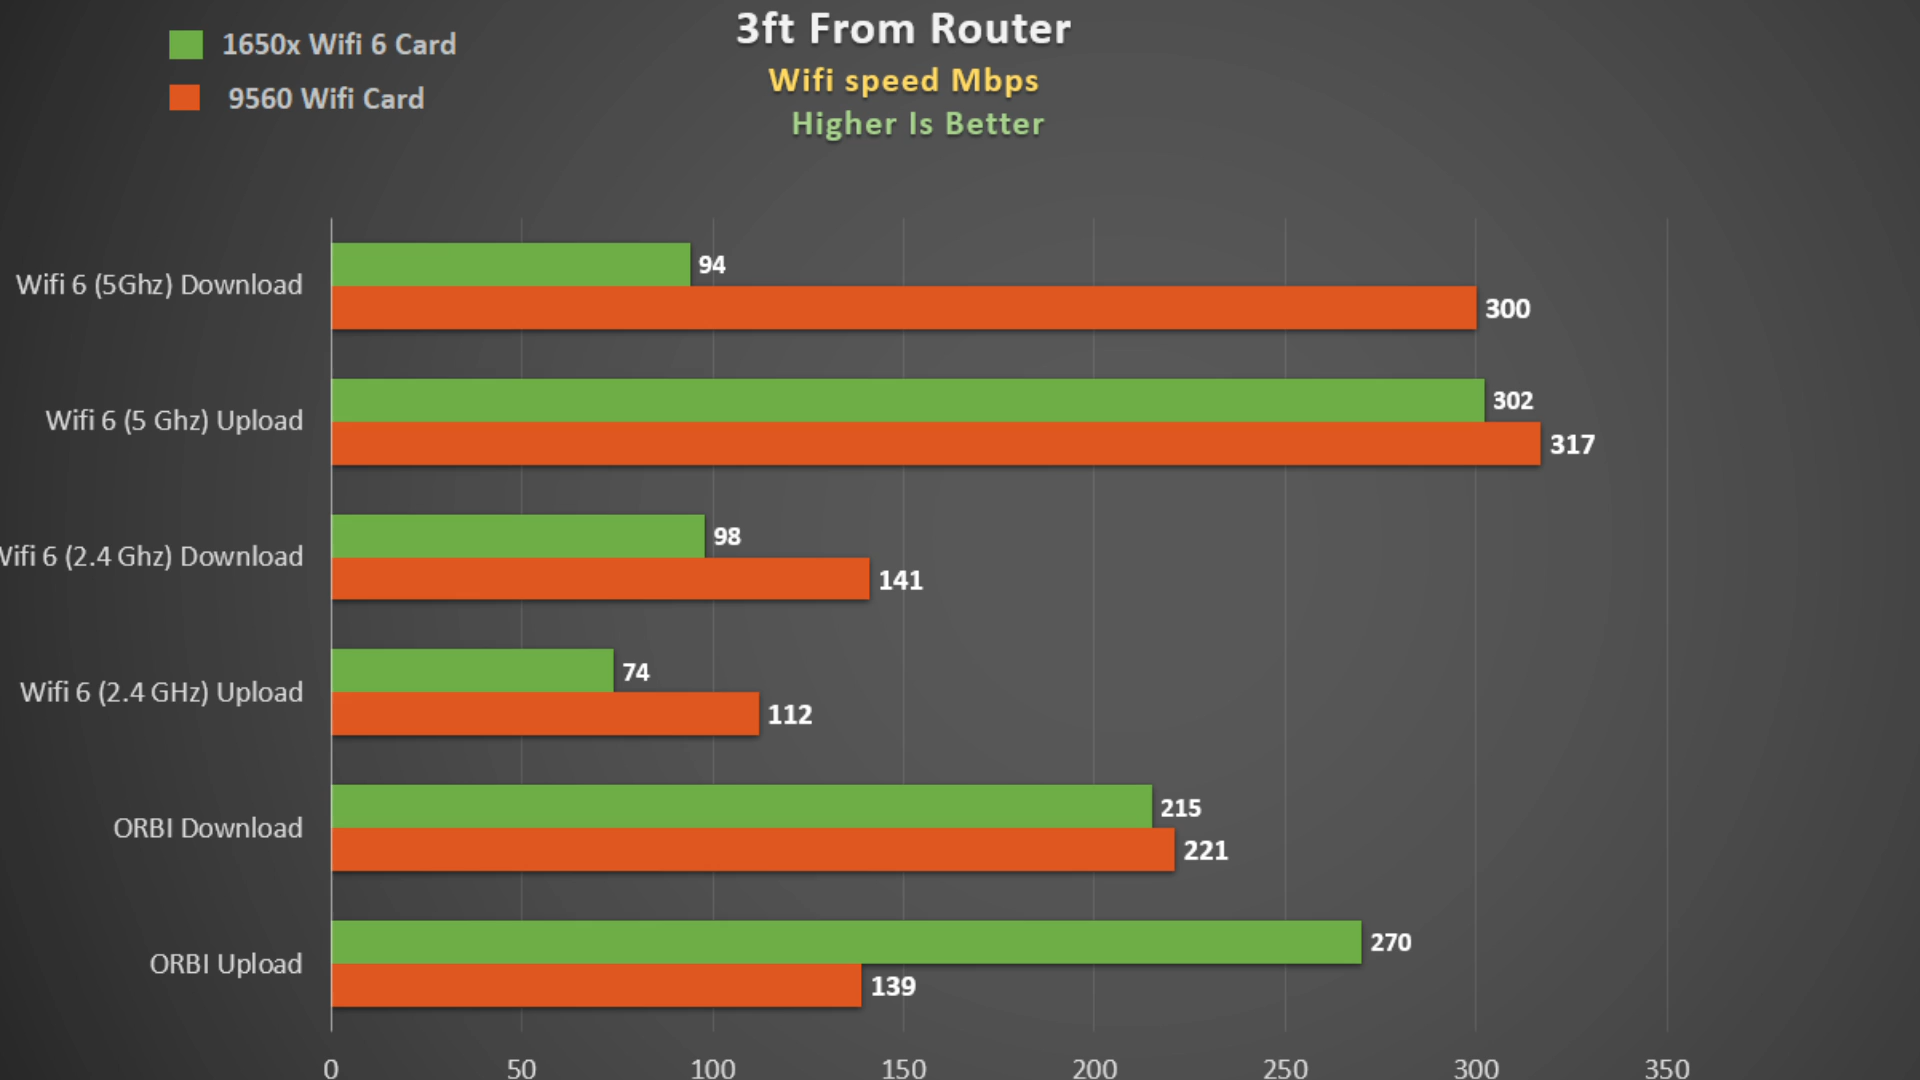 3ft From Router
Wifi speed Mbps
Higher Is Better
1650x Wifi 6 Card
9560 Wifi Card
Wifi 6 (5Ghz) Download
94
300
Wifi 6 (5 Ghz) Upload
302
317
Wifi 6 (2.4 Ghz) Download
98
141
Wifi 6 (2.4 GHz) Upload
74
112
ORBI Download
215
221
ORBI Upload
270
139
0 50 100 150 200 250 300 350